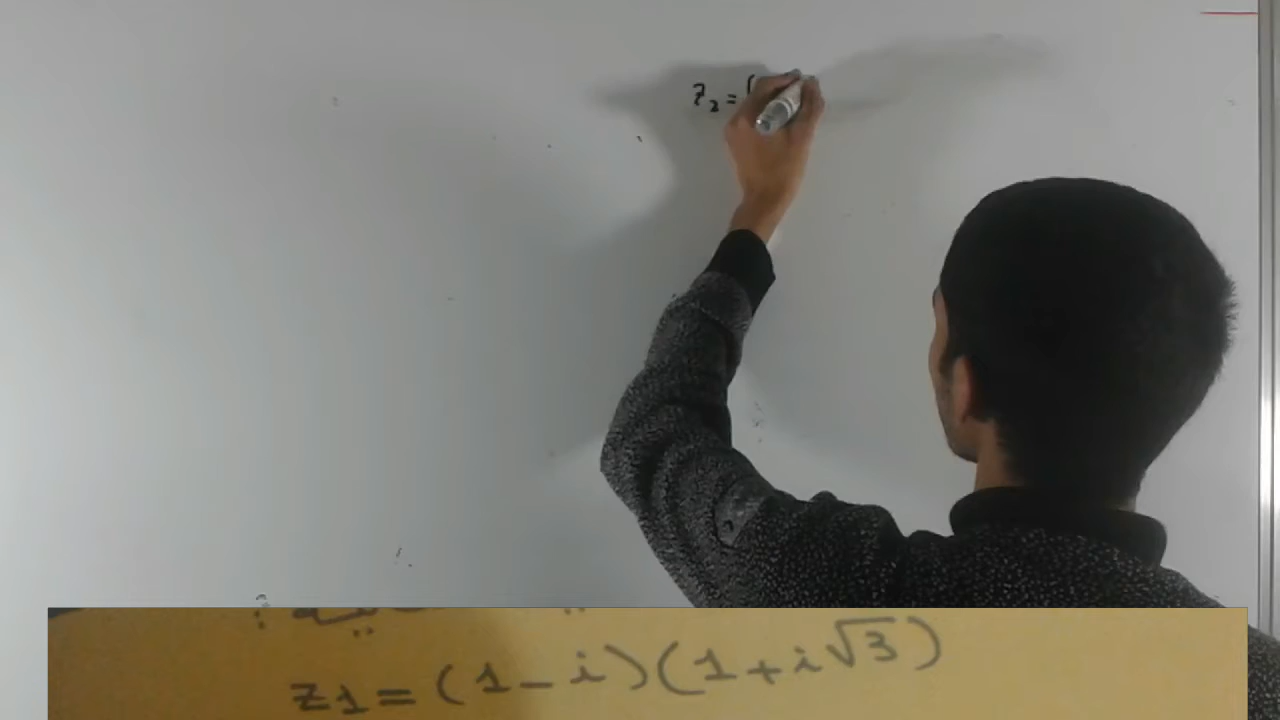 z₂ = (
z1 = (1 - i)(1 + i√3)